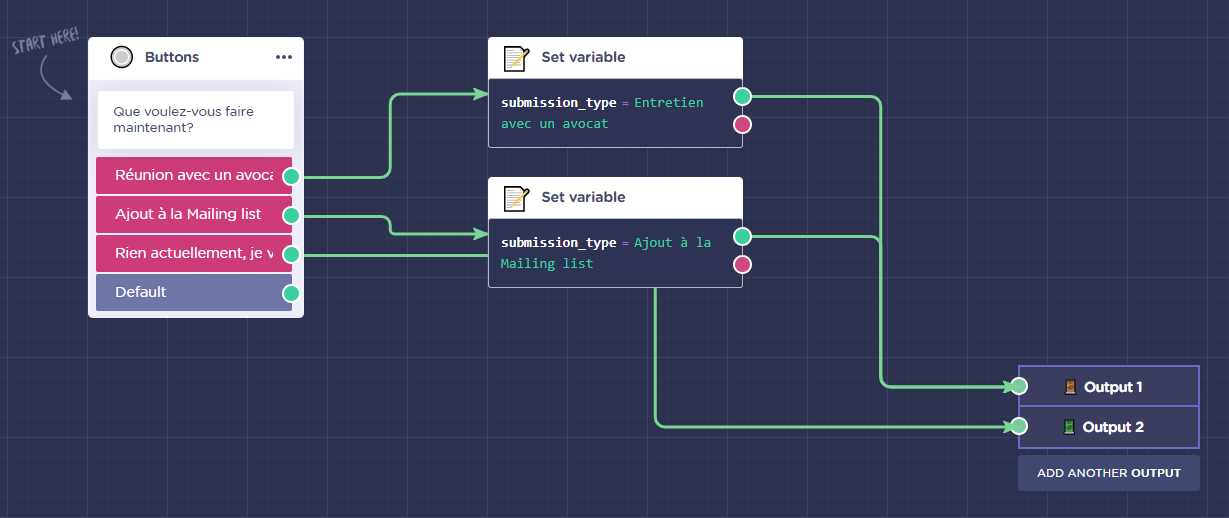 START HERE!
Buttons
Que voulez-vous faire
maintenant?
Réunion avec un avoca
Ajout à la Mailing list
Rien actuellement, je v
Default
Set variable
submission_type = Entretien
avec un avocat
Set variable
submission_type = Ajout à la
Mailing list
Output 1
Output 2
ADD ANOTHER OUTPUT